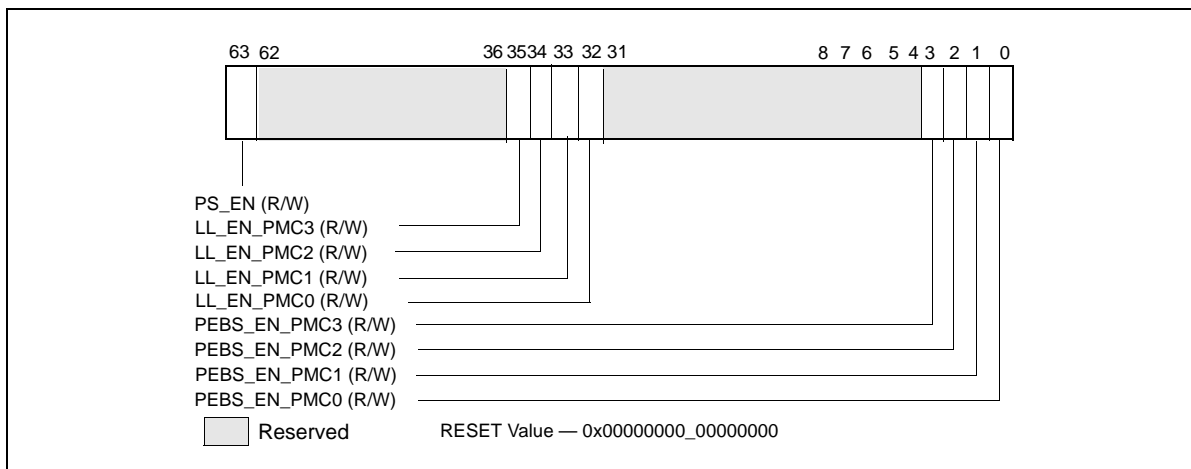 63 62 36 35 34 33 32 31 8 7 6 5 4 3 2 1 0
PS_EN (R/W)
LL_EN_PMC3 (R/W)
LL_EN_PMC2 (R/W)
LL_EN_PMC1 (R/W)
LL_EN_PMC0 (R/W)
PEBS_EN_PMC3 (R/W)
PEBS_EN_PMC2 (R/W)
PEBS_EN_PMC1 (R/W)
PEBS_EN_PMC0 (R/W)
Reserved RESET Value — 0x00000000_00000000